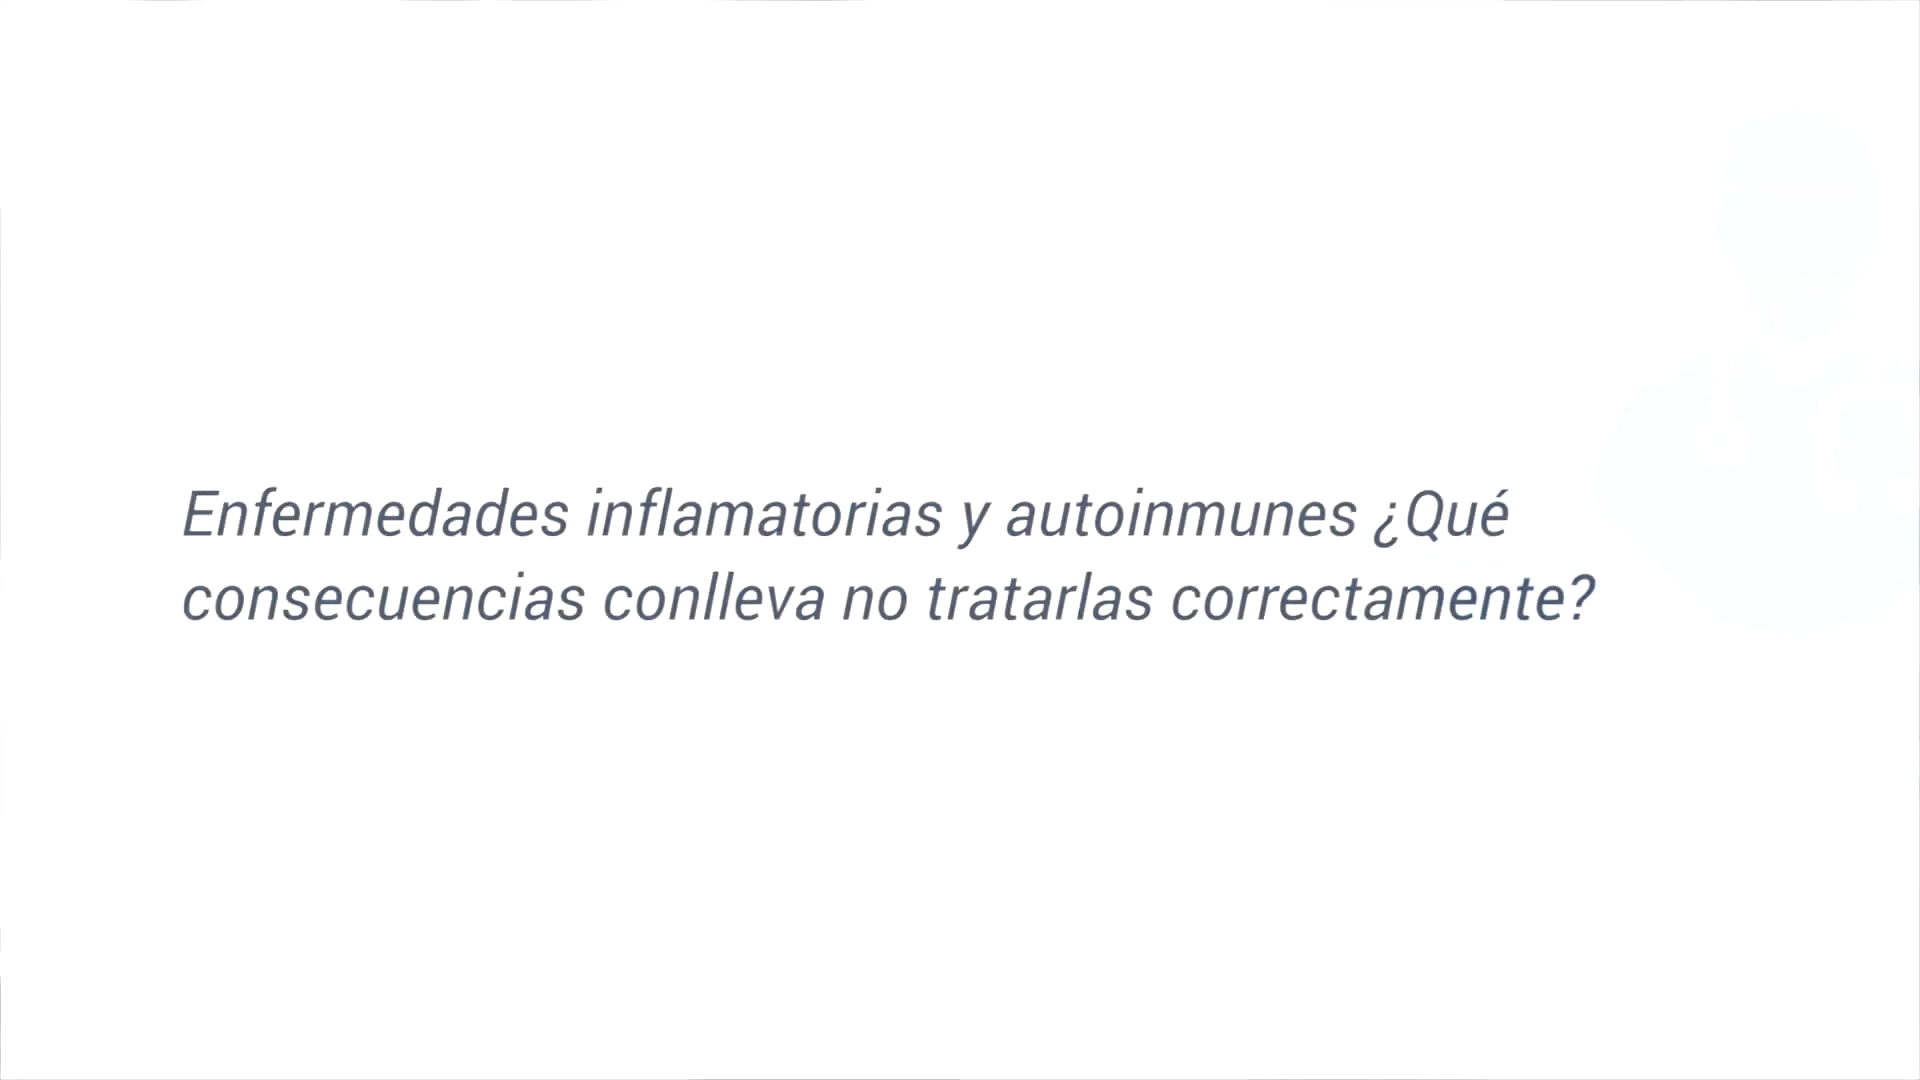 Enfermedades inflamatorias y autoinmunes ¿Qué
consecuencias conlleva no tratarlas correctamente?